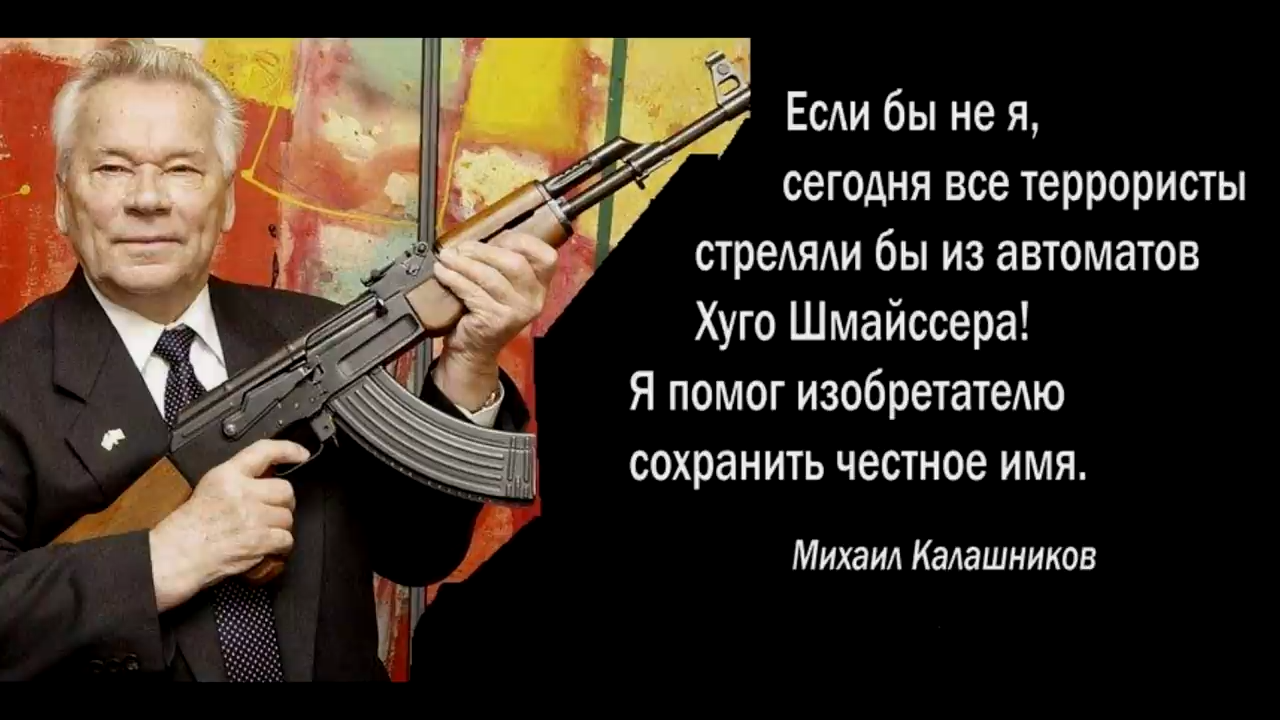 Если бы не я,
сегодня все террористы
стреляли бы из автоматов
Хуго Шмайссера!
Я помог изобретателю
сохранить честное имя.
Михаил Калашников